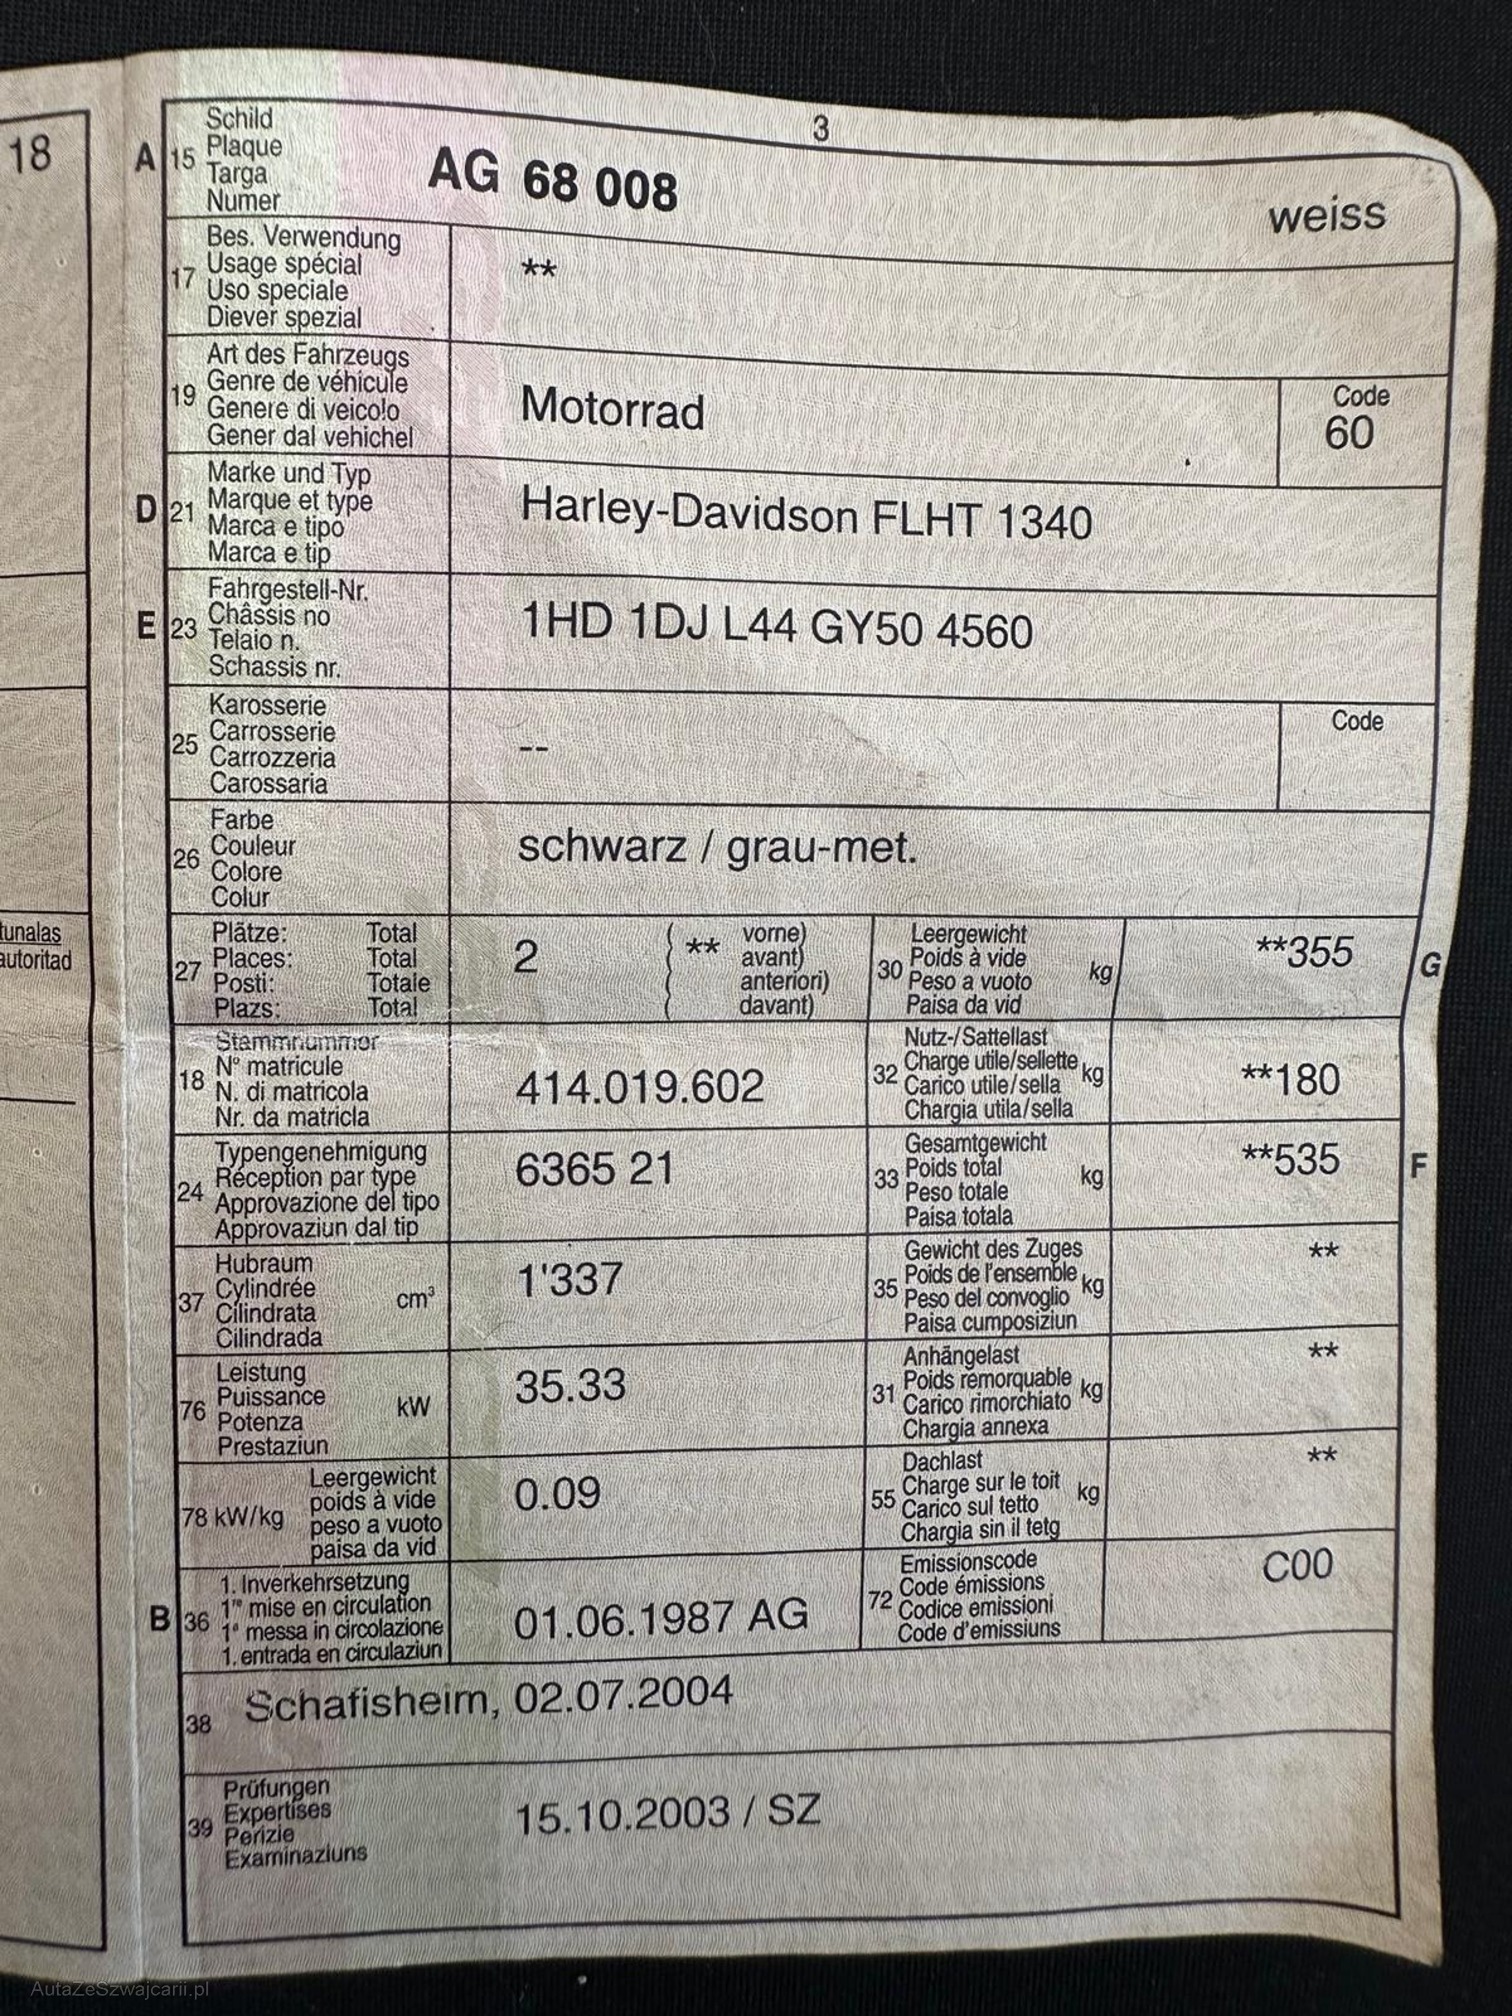 18
3
A 15 Schild
Plaque
Targa
Numer
AG 68 008
weiss
17 Bes. Verwendung
Usage spécial
Uso speciale
Diever spezial
**
19 Art des Fahrzeugs
Genre de véhicule
Genere di veicolo
Gener dal vehichel
Motorrad
Code
60
D 21 Marke und Typ
Marque et type
Marca e tipo
Marca e tip
Harley-Davidson FLHT 1340
E 23 Fahrgestell-Nr.
Châssis no
Telaio n.
Schassis nr.
1HD 1DJ L44 GY50 4560
25 Karosserie
Carrosserie
Carrozzeria
Carossaria
--
Code
26 Farbe
Couleur
Colore
Colur
schwarz / grau-met.
tunalas
autoritad
27 Plätze: Total
Places: Total
Posti: Totale
Plazs: Total
2
( ** vorne)
avant)
anteriori)
davant)
30 Leergewicht
Poids à vide
Peso a vuoto
Paisa da vid
kg
**355
G
18 Stammnummer
N° matricule
N. di matricola
Nr. da matricla
414.019.602
32 Nutz-/Sattellast
Charge utile/sellette
Carico utile/sella
Chargia utila/sella
kg
**180
24 Typengenehmigung
Réception par type
Approvazione del tipo
Approvaziun dal tip
6365 21
33 Gesamtgewicht
Poids total
Peso totale
Paisa totala
kg
**535
F
37 Hubraum
Cylindrée
Cilindrata
Cilindrada
cm³
1'337
35 Gewicht des Zuges
Poids de l'ensemble
Peso del convoglio
Paisa cumposiziun
kg
**
76 Leistung
Puissance
Potenza
Prestaziun
kW
35.33
31 Anhängelast
Poids remorquable
Carico rimorchiato
Chargia annexa
kg
**
78 kW/kg Leergewicht
poids à vide
peso a vuoto
paisa da vid
0.09
55 Dachlast
Charge sur le toit
Carico sul tetto
Chargia sin il tetg
kg
**
B 36 1. Inverkehrsetzung
1re mise en circulation
1a messa in circolazione
1. entrada en circulaziun
01.06.1987 AG
72 Emissionscode
Code émissions
Codice emissioni
Code d'emissiuns
C00
38 Schafisheim, 02.07.2004
39 Prüfungen
Expertises
Perizie
Examinaziuns
15.10.2003 / SZ
AutaZeSzwajcarii.pl